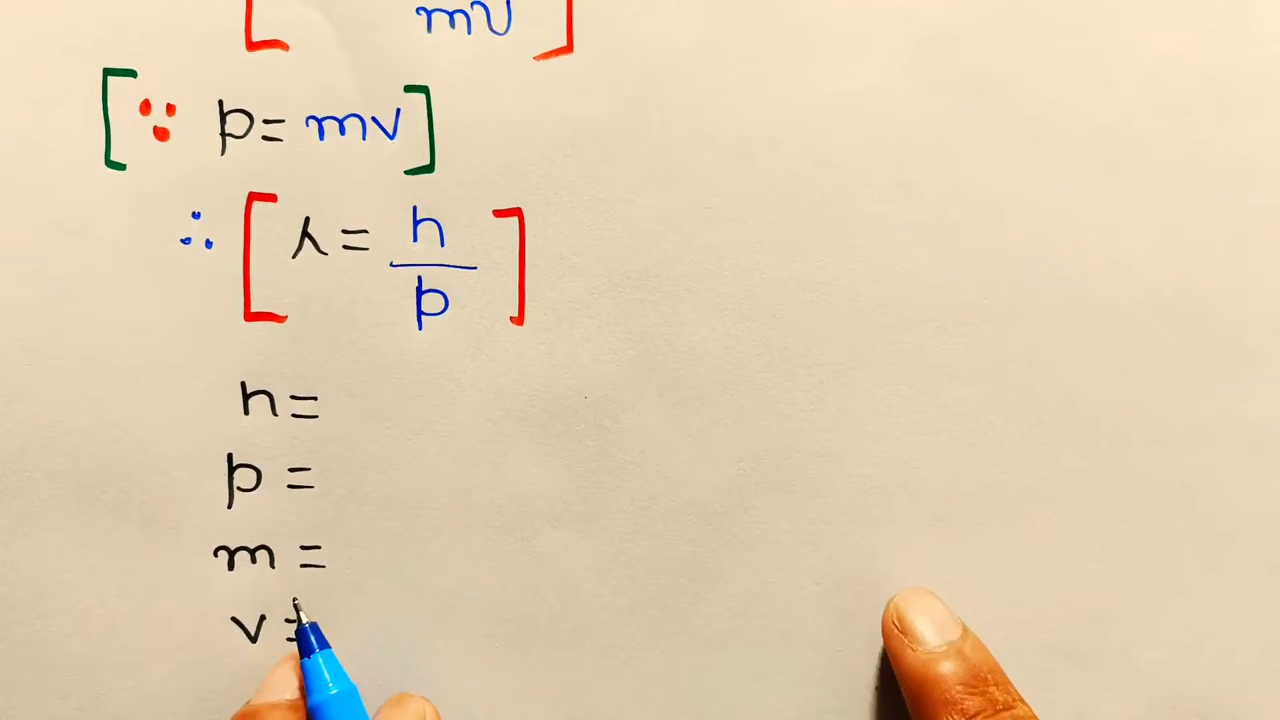 mv
[∵ p = mv]
∴ [λ = h/p]
h =
p =
m =
v =